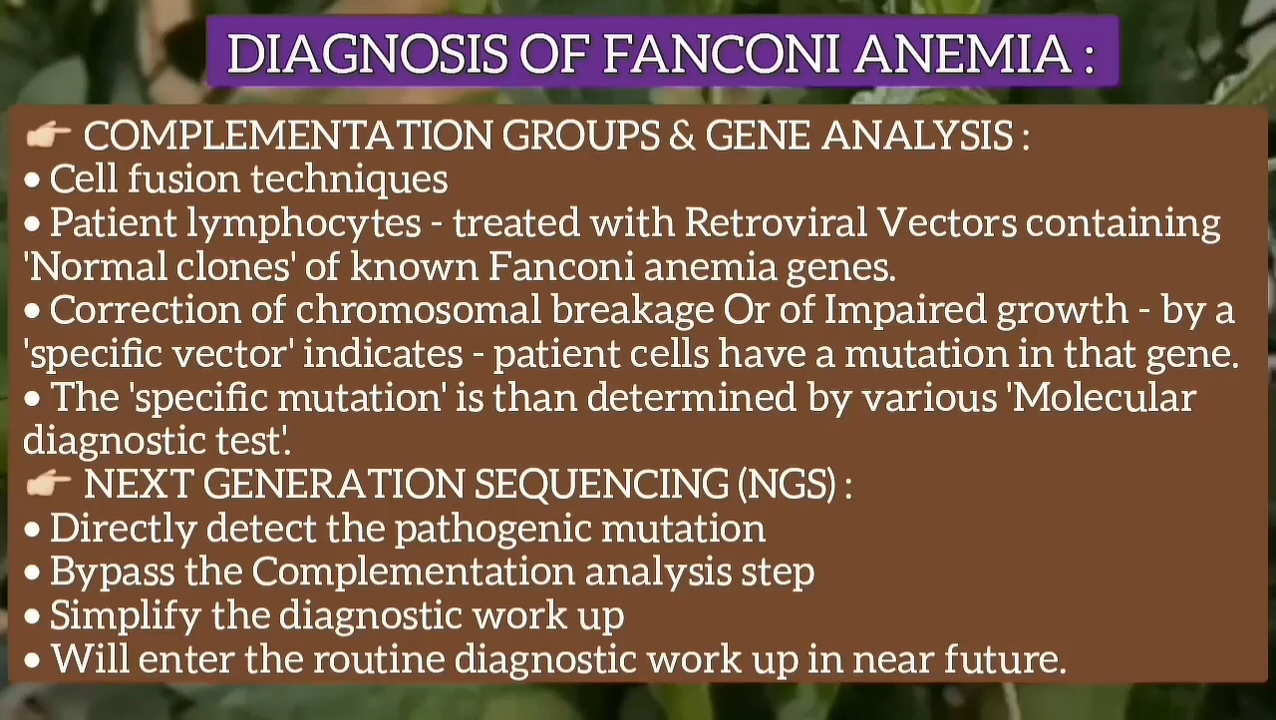 DIAGNOSIS OF FANCONI ANEMIA :
👉 COMPLEMENTATION GROUPS & GENE ANALYSIS :
• Cell fusion techniques
• Patient lymphocytes - treated with Retroviral Vectors containing
'Normal clones' of known Fanconi anemia genes.
• Correction of chromosomal breakage Or of Impaired growth - by a
'specific vector' indicates - patient cells have a mutation in that gene.
• The 'specific mutation' is than determined by various 'Molecular
diagnostic test'.
👉 NEXT GENERATION SEQUENCING (NGS) :
• Directly detect the pathogenic mutation
• Bypass the Complementation analysis step
• Simplify the diagnostic work up
• Will enter the routine diagnostic work up in near future.